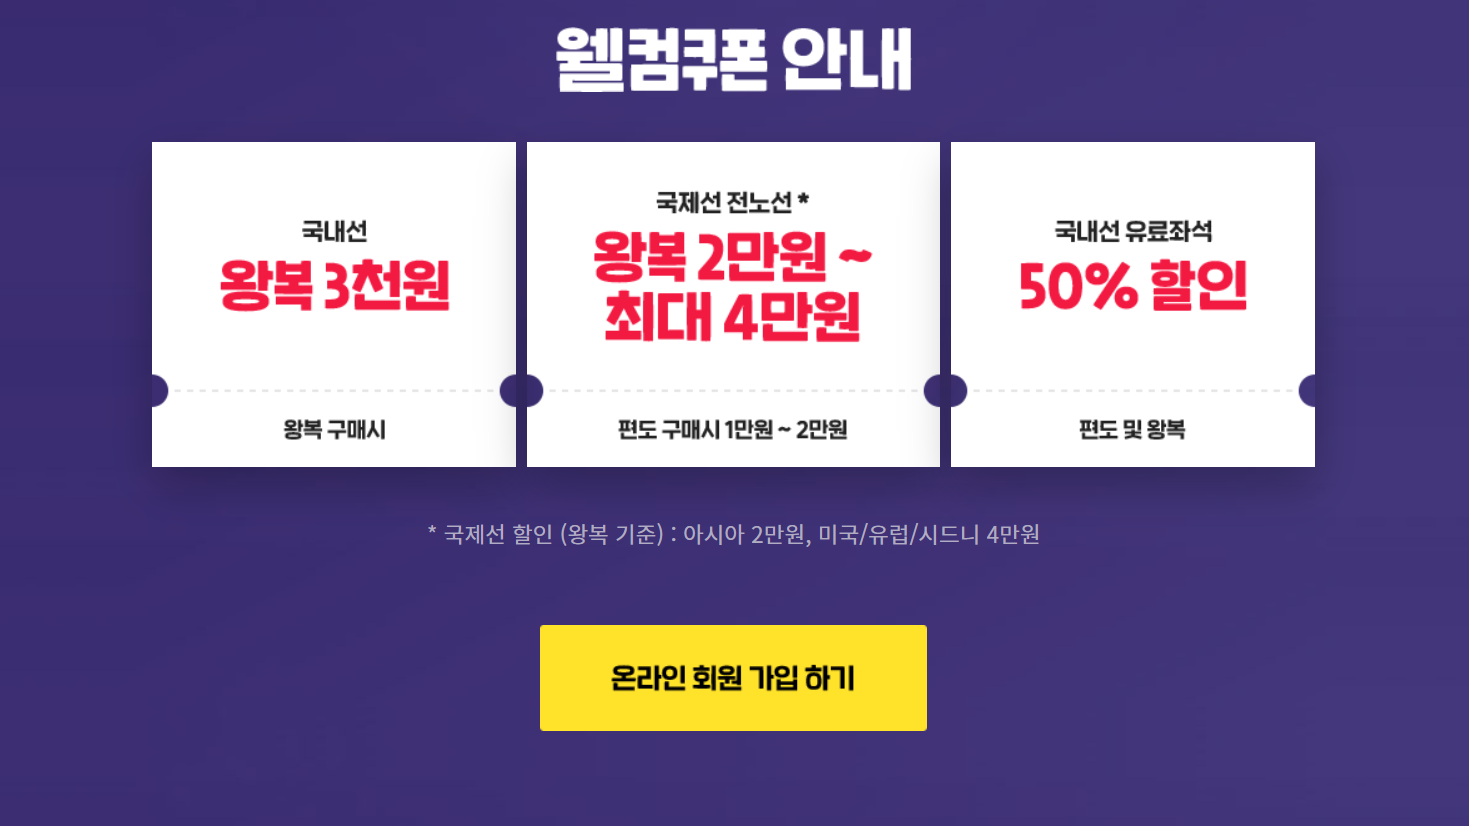 웰컴쿠폰 안내
국내선
왕복 3천원
왕복 구매시
국제선 전노선 *
왕복 2만원 ~
최대 4만원
편도 구매시 1만원 ~ 2만원
국내선 유료좌석
50% 할인
편도 및 왕복
* 국제선 할인 (왕복 기준) : 아시아 2만원, 미국/유럽/시드니 4만원
온라인 회원 가입 하기